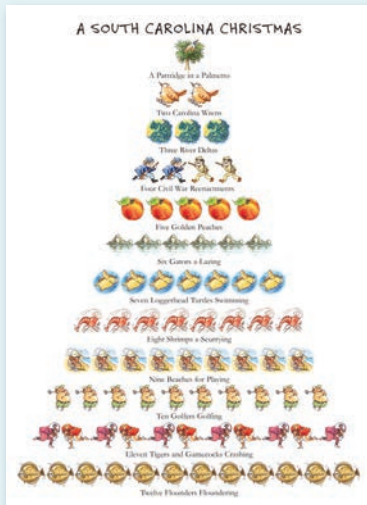 A SOUTH CAROLINA CHRISTMAS
A Partridge in a Palmetto
Two Carolina Wrens
Three River Deltas
Four Civil War Reenactments
Five Golden Peaches
Six Gators a Lazing
Seven Loggerhead Turtles Swimming
Eight Shrimps a Scurrying
Nine Beaches for Playing
Ten Golfers Golfing
Eleven Tigers and Gamecocks Crashing
Twelve Flounders Floundering